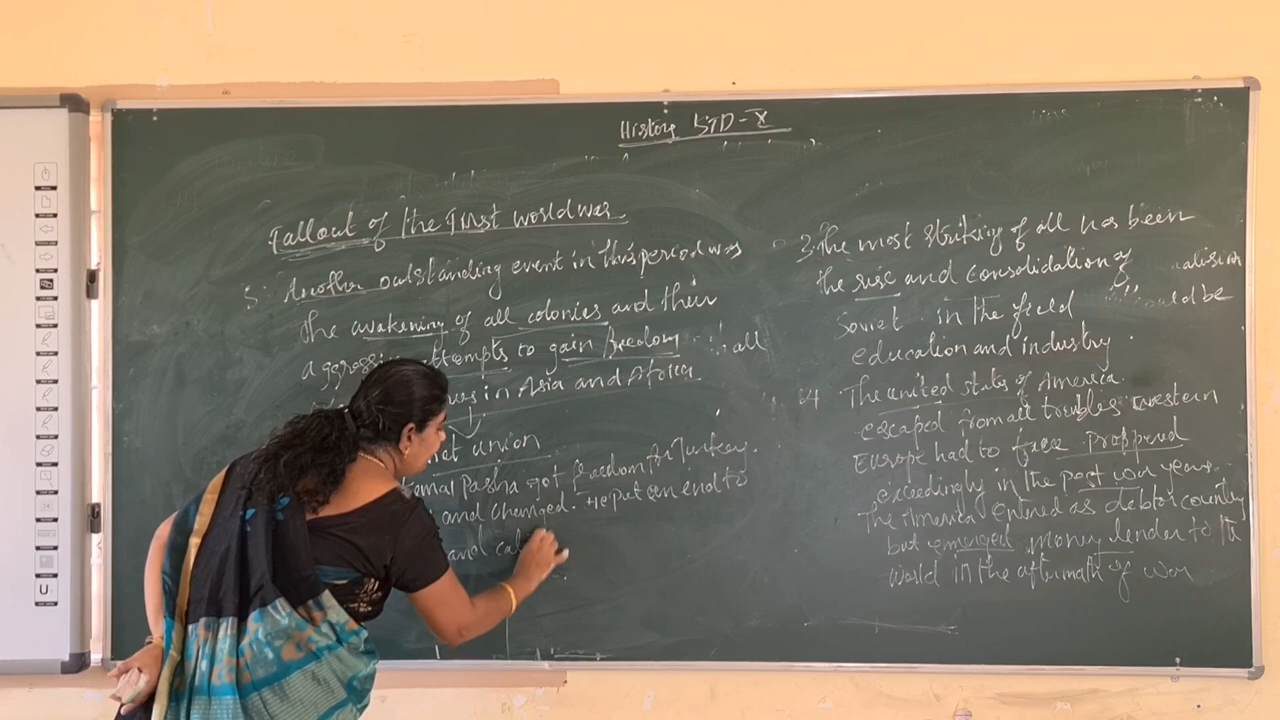 History STD-X
Fallout of the First world war
5. Another outstanding event in this period was
the awakening of all colonies and their
aggressive attempts to gain freedom all
in Asia and Africa
union
Kemal Pasha got freedom for Turkey.
and changed. He put an end to
and cal
3. The most striking of all has been
the rise and consolidation of
Soviet in the field
education and industry.
4 The united states of America.
escaped from all troubles western
Europe had to face. Prospered
exceedingly in the post war years.
The America entered as debtor country
but emerged money lender to the
world in the aftermath of war
U